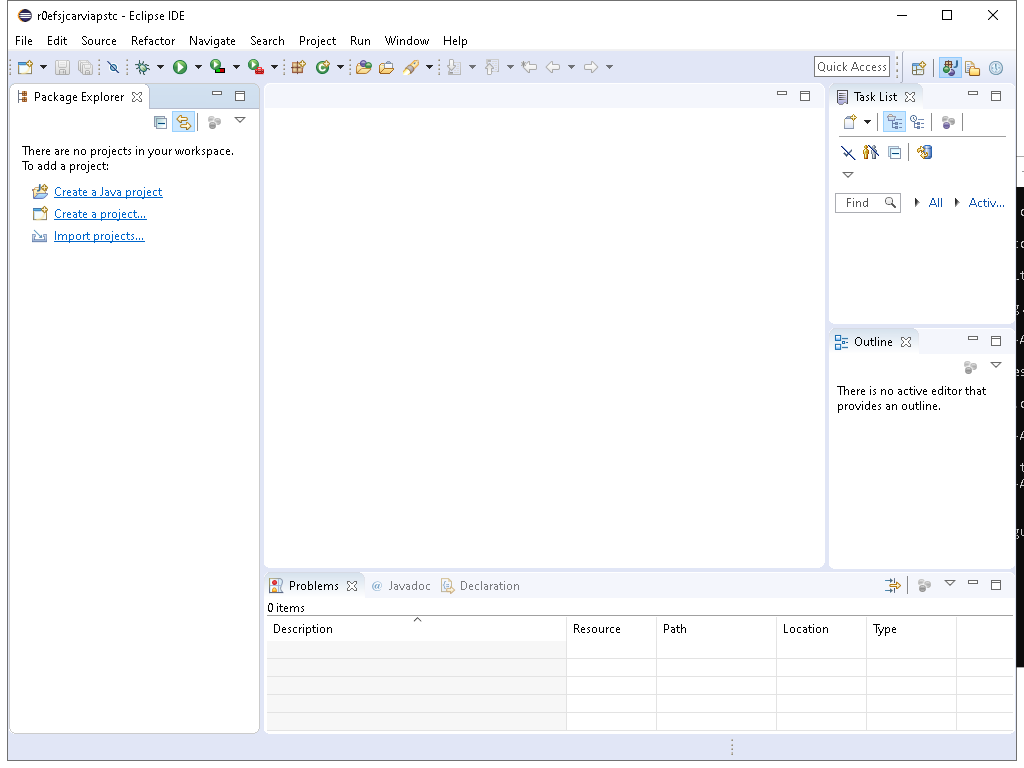 r0efsjcarviapstc - Eclipse IDE
File Edit Source Refactor Navigate Search Project Run Window Help
Quick Access
Package Explorer
There are no projects in your workspace.
To add a project:
Create a Java project
Create a project...
Import projects...
Task List
Find All Activ...
Outline
There is no active editor that
provides an outline.
Problems @ Javadoc Declaration
0 items
Description Resource Path Location Type